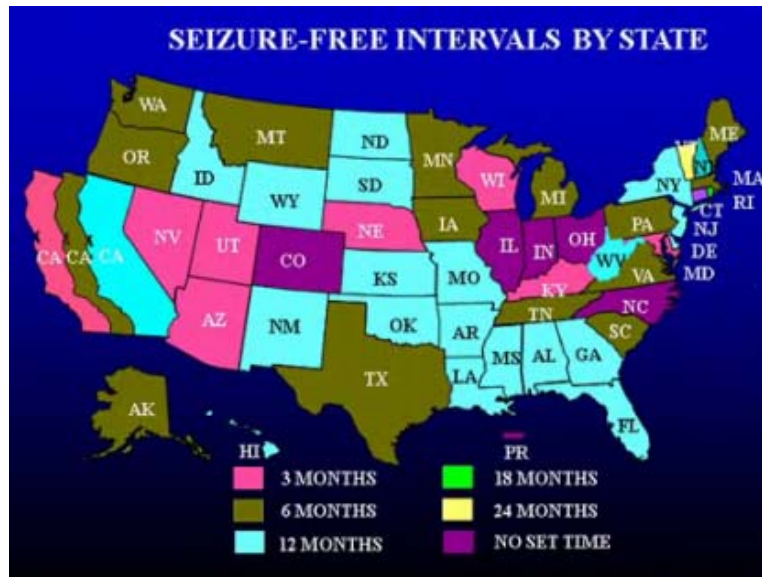 SEIZURE-FREE INTERVALS BY STATE
WA
MT
ND
MN
ME
OR
ID
WY
SD
WI
MI
NY
MA
RI
CT
NJ
DE
MD
NV
UT
NE
IA
PA
CO
IL
IN
OH
WV
VA
CA
CA
CA
KS
MO
KY
NC
TN
SC
AZ
NM
OK
AR
MS
AL
GA
TX
LA
FL
AK
HI
PR
3 MONTHS
18 MONTHS
6 MONTHS
24 MONTHS
12 MONTHS
NO SET TIME